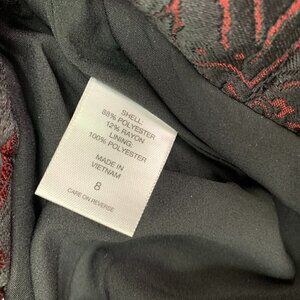 SHELL:
88% POLYESTER
12% RAYON
LINING:
100% POLYESTER
MADE IN
VIETNAM
8
CARE ON REVERSE